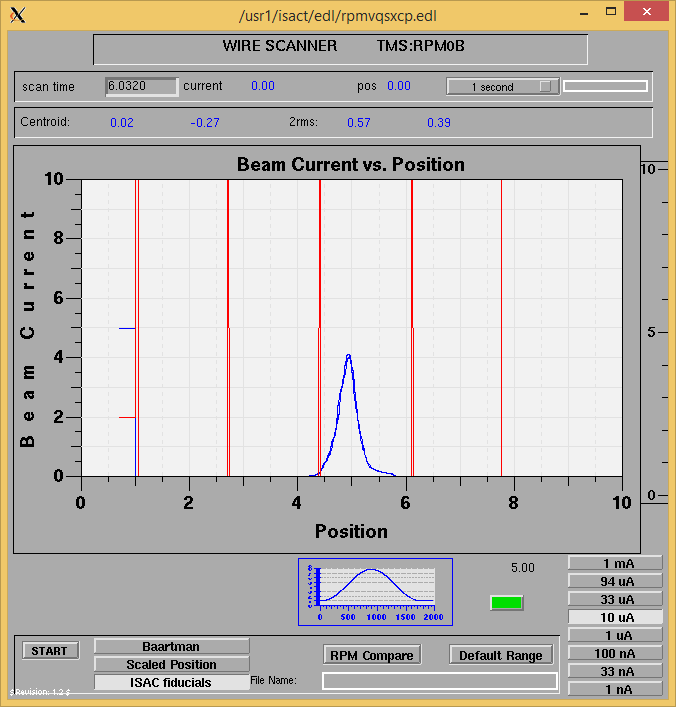 /usr1/isact/edl/rpmvqsxcp.edl
WIRE SCANNER TMS:RPM0B
scan time 6.0320 current 0.00 pos 0.00 1 second
Centroid: 0.02 -0.27 2rms: 0.57 0.39
Beam Current vs. Position
10
8
6
4
2
0
Beam Current
0 2 4 6 8 10
Position
10
5
0
8
0 500 1000 1500 2000
5.00
1 mA
94 uA
33 uA
10 uA
1 uA
100 nA
33 nA
1 nA
START
Baartman
Scaled Position
ISAC fiducials
RPM Compare
Default Range
File Name:
$Revision: 1.2 $